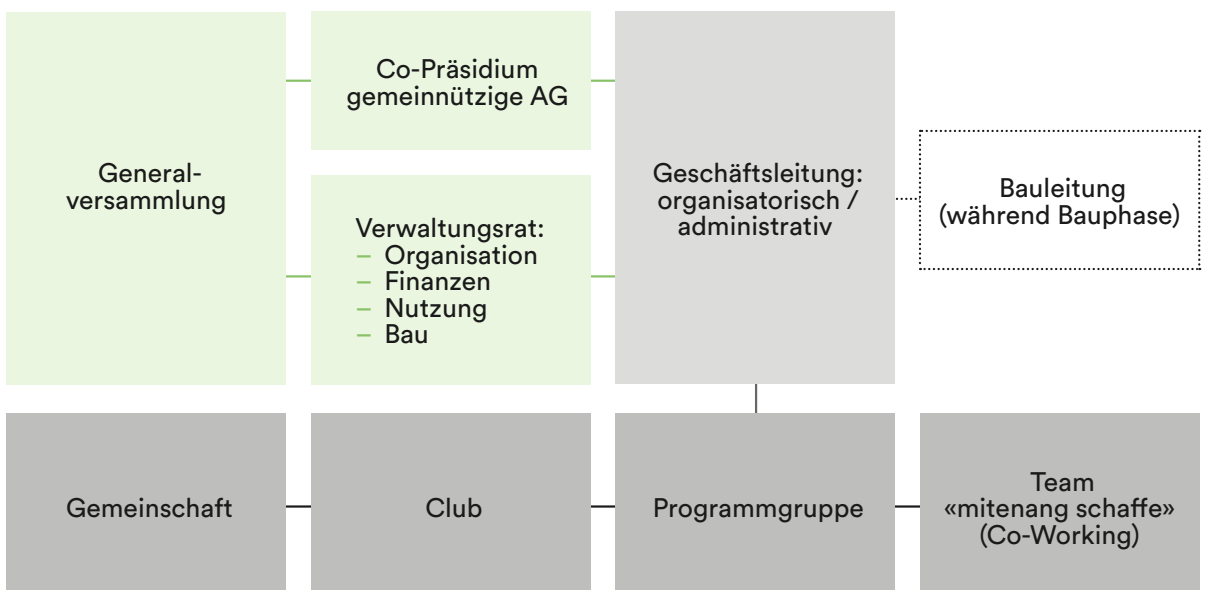 General-
versammlung
Co-Präsidium
gemeinnützige AG
Verwaltungsrat:
– Organisation
– Finanzen
– Nutzung
– Bau
Geschäftsleitung:
organisatorisch /
administrativ
Bauleitung
(während Bauphase)
Gemeinschaft
Club
Programmgruppe
Team
«mitenang schaffe»
(Co-Working)